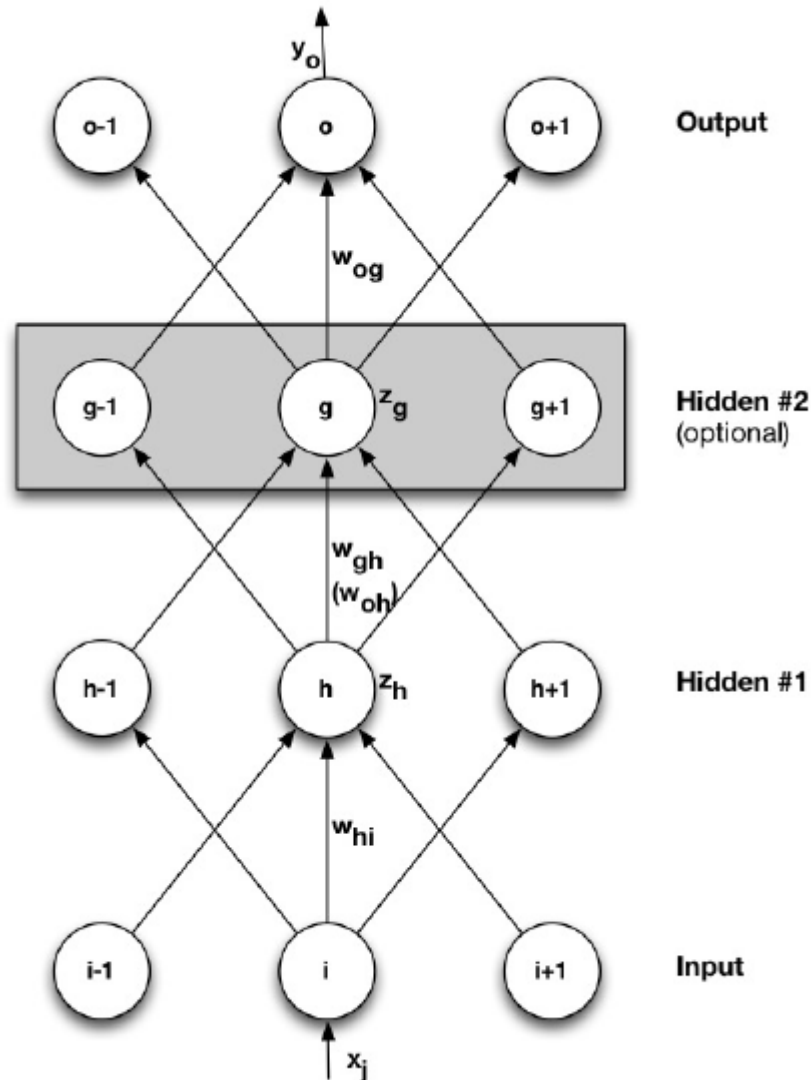 y_o
o-1 o o+1 Output
w_og
g-1 g z_g g+1 Hidden #2
(optional)
w_gh
(w_oh)
h-1 h z_h h+1 Hidden #1
w_hi
i-1 i i+1 Input
x_j